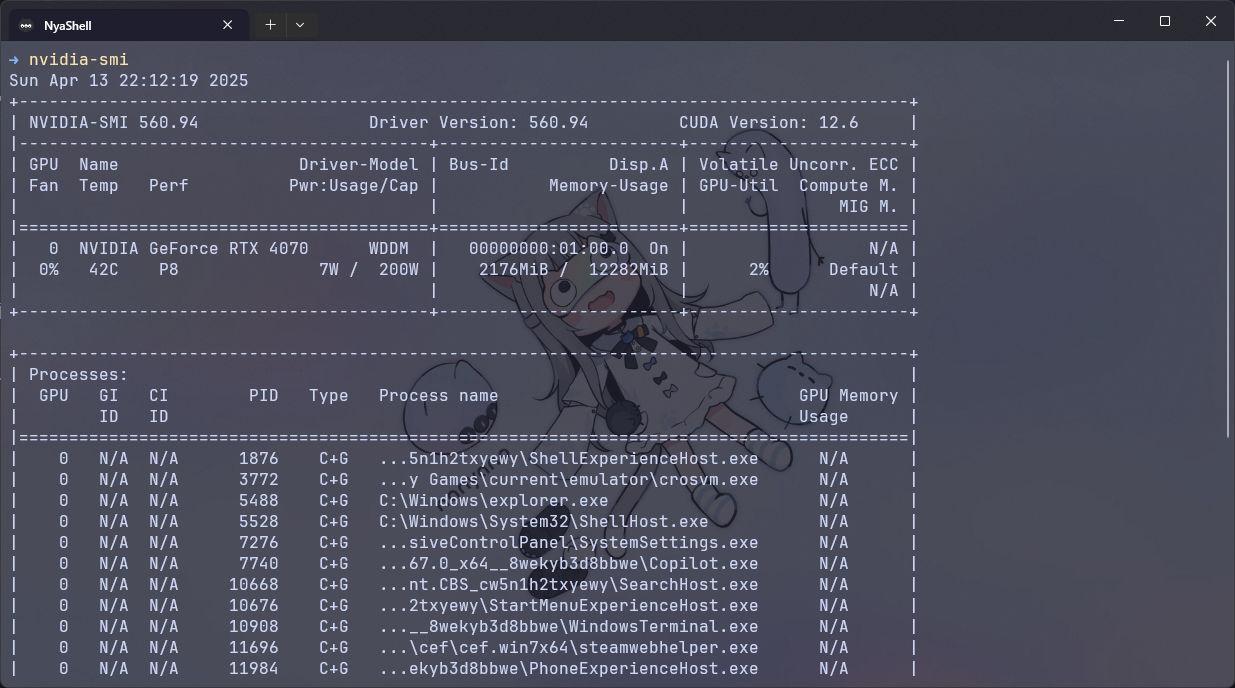 NyaShell
→ nvidia-smi
Sun Apr 13 22:12:19 2025
+-----------------------------------------------------------------------------------------+
| NVIDIA-SMI 560.94                 Driver Version: 560.94         CUDA Version: 12.6     |
|-----------------------------------------+------------------------+----------------------+
| GPU  Name                  Driver-Model | Bus-Id          Disp.A | Volatile Uncorr. ECC |
| Fan  Temp   Perf          Pwr:Usage/Cap |           Memory-Usage | GPU-Util  Compute M. |
|                                         |                        |               MIG M. |
|=========================================+========================+======================|
|   0  NVIDIA GeForce RTX 4070      WDDM  |   00000000:01:00.0  On |                  N/A |
|  0%   42C    P8              7W /  200W |    2176MiB /  12282MiB |      2%      Default |
|                                         |                        |                  N/A |
+-----------------------------------------+------------------------+----------------------+
+-----------------------------------------------------------------------------------------+
| Processes:                                                                              |
|  GPU   GI   CI        PID   Type   Process name                              GPU Memory |
|        ID   ID                                                               Usage      |
|=========================================================================================|
|    0   N/A  N/A      1876    C+G   ...5n1h2txyewy\ShellExperienceHost.exe      N/A      |
|    0   N/A  N/A      3772    C+G   ...y Games\current\emulator\crosvm.exe      N/A      |
|    0   N/A  N/A      5488    C+G   C:\Windows\explorer.exe                     N/A      |
|    0   N/A  N/A      5528    C+G   C:\Windows\System32\ShellHost.exe           N/A      |
|    0   N/A  N/A      7276    C+G   ...siveControlPanel\SystemSettings.exe      N/A      |
|    0   N/A  N/A      7740    C+G   ...67.0_x64__8wekyb3d8bbwe\Copilot.exe      N/A      |
|    0   N/A  N/A     10668    C+G   ...nt.CBS_cw5n1h2txyewy\SearchHost.exe      N/A      |
|    0   N/A  N/A     10676    C+G   ...2txyewy\StartMenuExperienceHost.exe      N/A      |
|    0   N/A  N/A     10908    C+G   ...__8wekyb3d8bbwe\WindowsTerminal.exe      N/A      |
|    0   N/A  N/A     11696    C+G   ...\cef\cef.win7x64\steamwebhelper.exe      N/A      |
|    0   N/A  N/A     11984    C+G   ...ekyb3d8bbwe\PhoneExperienceHost.exe      N/A      |